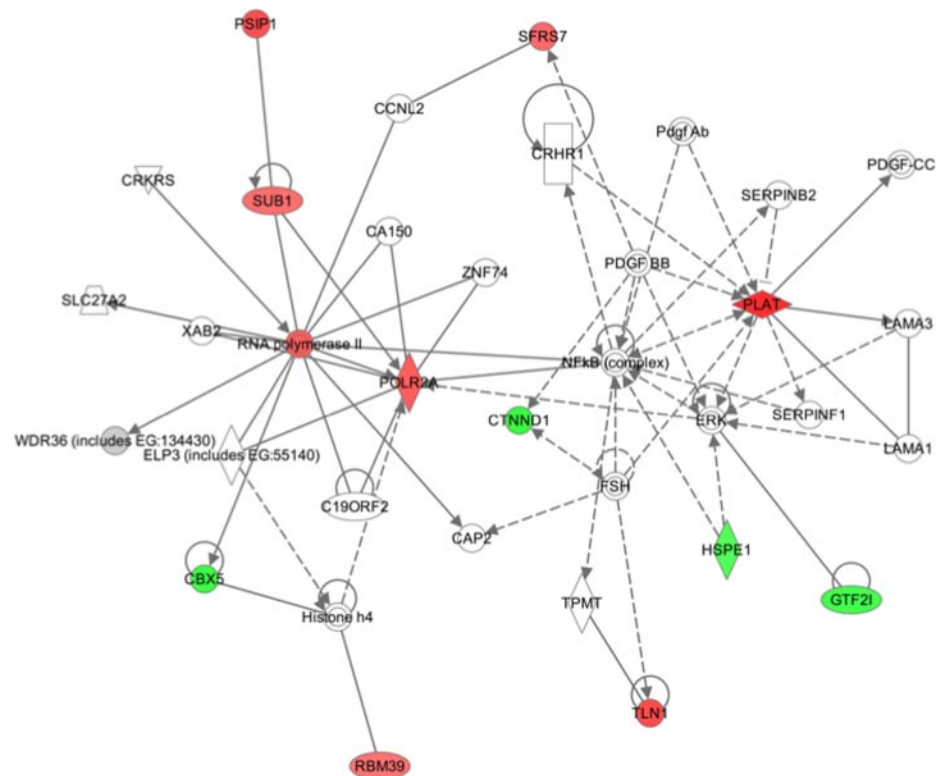 PSIP1
SFRS7
CCNL2
Pdgf Ab
CRHR1
PDGF-CC
CRKRS
SUB1
SERPINB2
CA150
PDGF BB
ZNF74
SLC27A2
PLAT
XAB2
RNA polymerase II
LAMA3
NFkB (complex)
POLR2A
CTNND1
ERK
SERPINF1
WDR36 (includes EG:134430)
ELP3 (includes EG:55140)
LAMA1
FSH
C19ORF2
CAP2
HSPE1
CBX5
GTF2I
TPMT
Histone h4
TLN1
RBM39